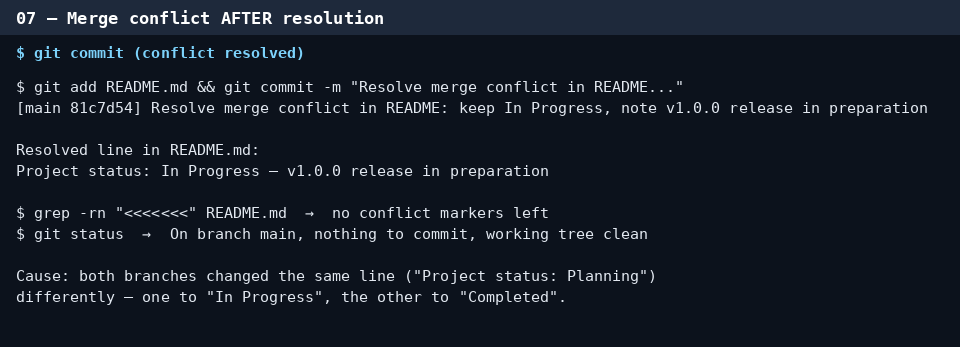 07 — Merge conflict AFTER resolution
$ git commit (conflict resolved)
$ git add README.md && git commit -m "Resolve merge conflict in README..."
[main 81c7d54] Resolve merge conflict in README: keep In Progress, note v1.0.0 release in preparation
Resolved line in README.md:
Project status: In Progress — v1.0.0 release in preparation
$ grep -rn "<<<<<<<" README.md  →  no conflict markers left
$ git status  →  On branch main, nothing to commit, working tree clean
Cause: both branches changed the same line ("Project status: Planning")
differently — one to "In Progress", the other to "Completed".